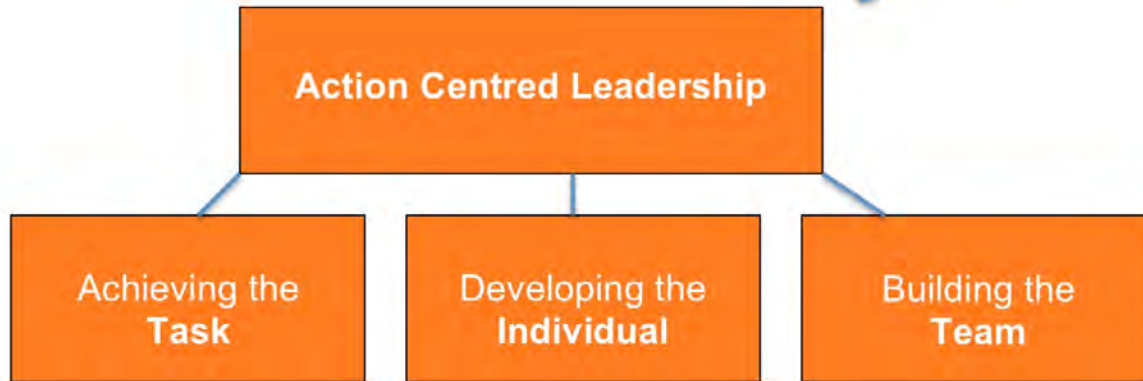 Action Centred Leadership
Achieving the
Task
Developing the
Individual
Building the
Team